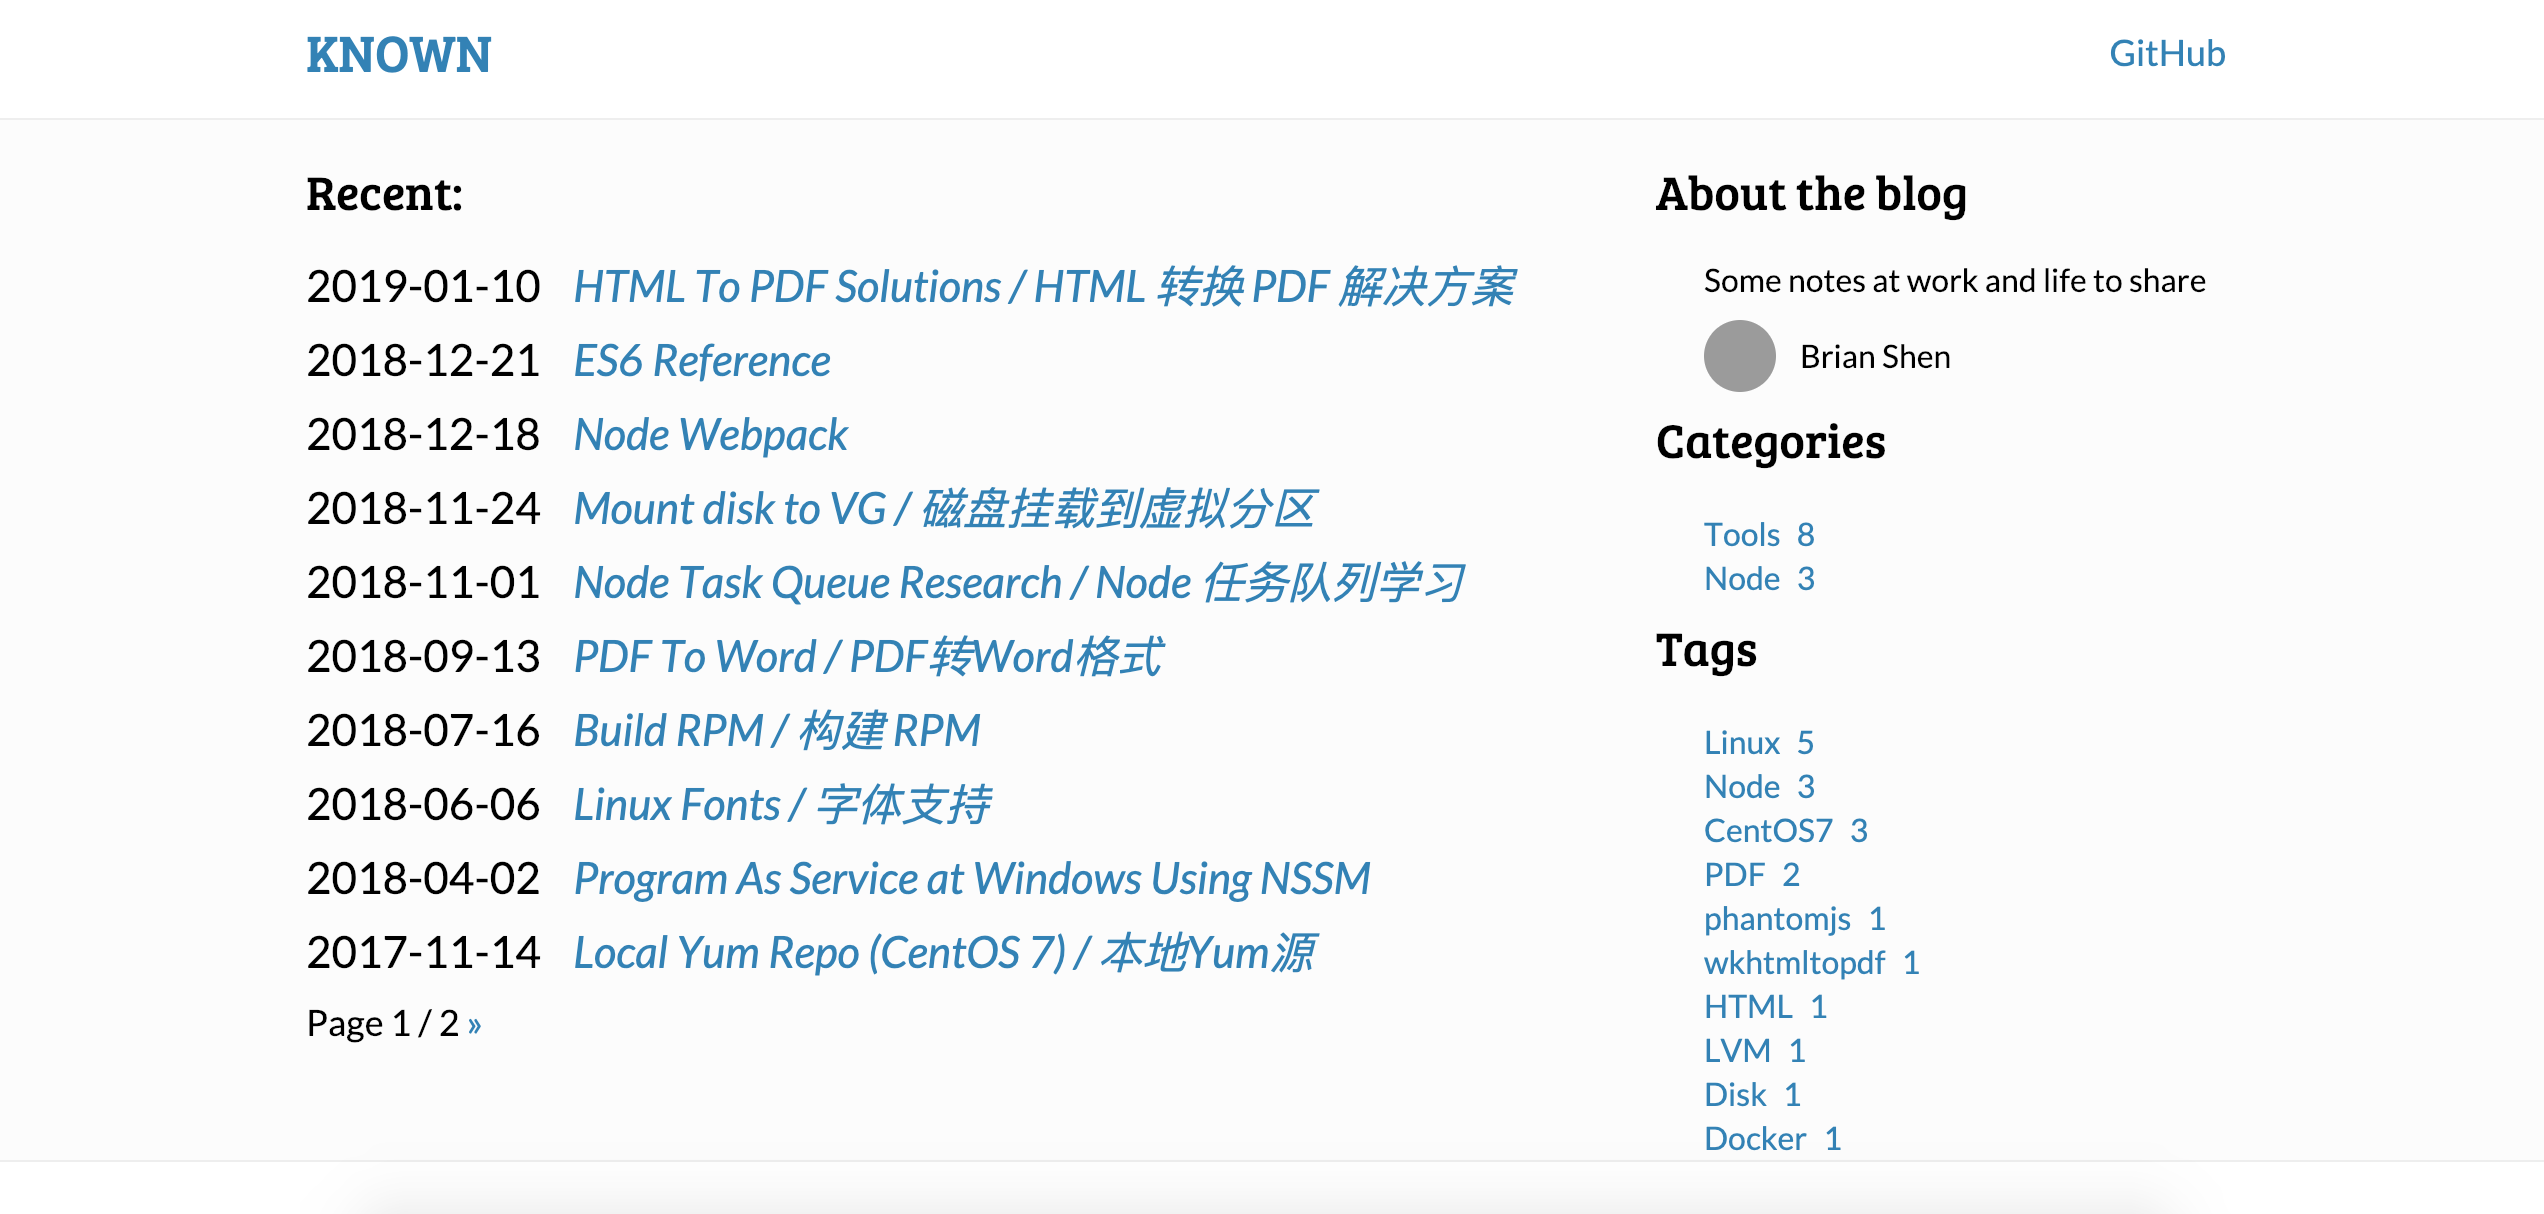 KNOWN
GitHub
Recent:
2019-01-10 HTML To PDF Solutions / HTML 转换 PDF 解决方案
2018-12-21 ES6 Reference
2018-12-18 Node Webpack
2018-11-24 Mount disk to VG / 磁盘挂载到虚拟分区
2018-11-01 Node Task Queue Research / Node 任务队列学习
2018-09-13 PDF To Word / PDF转Word格式
2018-07-16 Build RPM / 构建 RPM
2018-06-06 Linux Fonts / 字体支持
2018-04-02 Program As Service at Windows Using NSSM
2017-11-14 Local Yum Repo (CentOS 7) / 本地Yum源
Page 1 / 2 »
About the blog
Some notes at work and life to share
Brian Shen
Categories
Tools 8
Node 3
Tags
Linux 5
Node 3
CentOS7 3
PDF 2
phantomjs 1
wkhtmltopdf 1
HTML 1
LVM 1
Disk 1
Docker 1